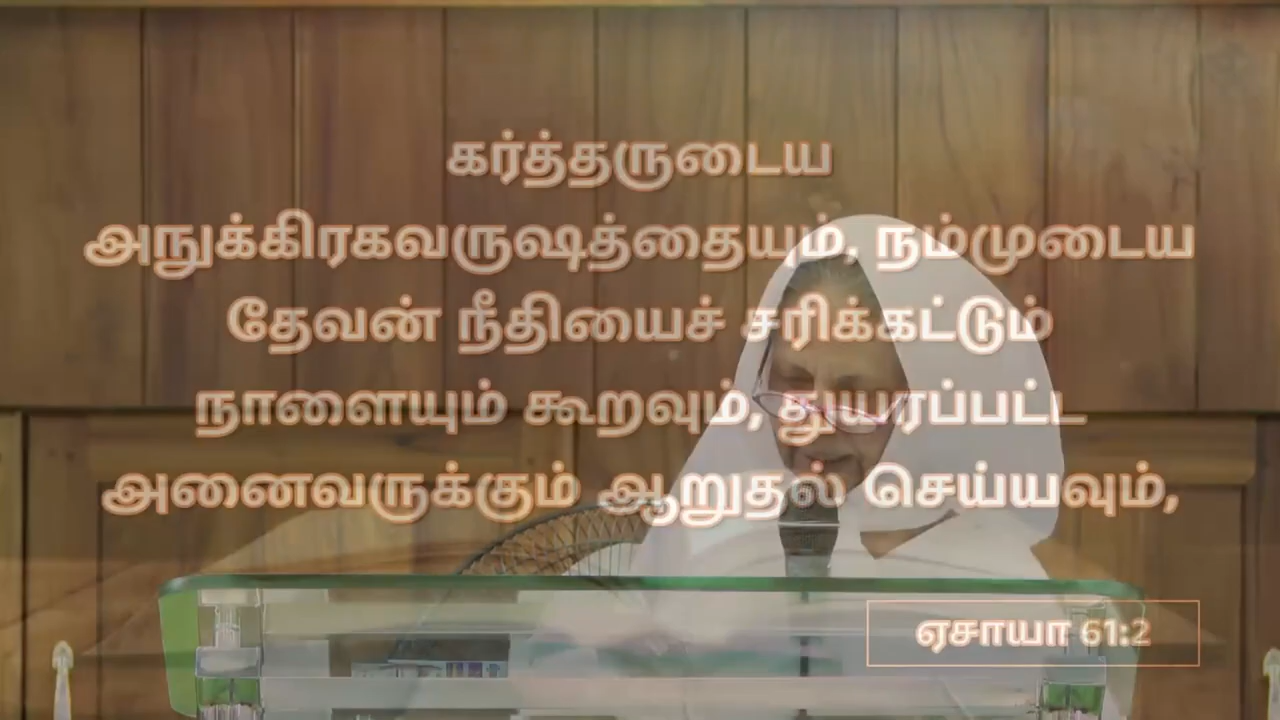 கர்த்தருடைய
அநுக்கிரகவருஷத்தையும், நம்முடைய
தேவன் நீதியைச் சரிக்கட்டும்
நாளையும் கூறவும், துயரப்பட்ட
அனைவருக்கும் ஆறுதல் செய்யவும்,
ஏசாயா 61:2